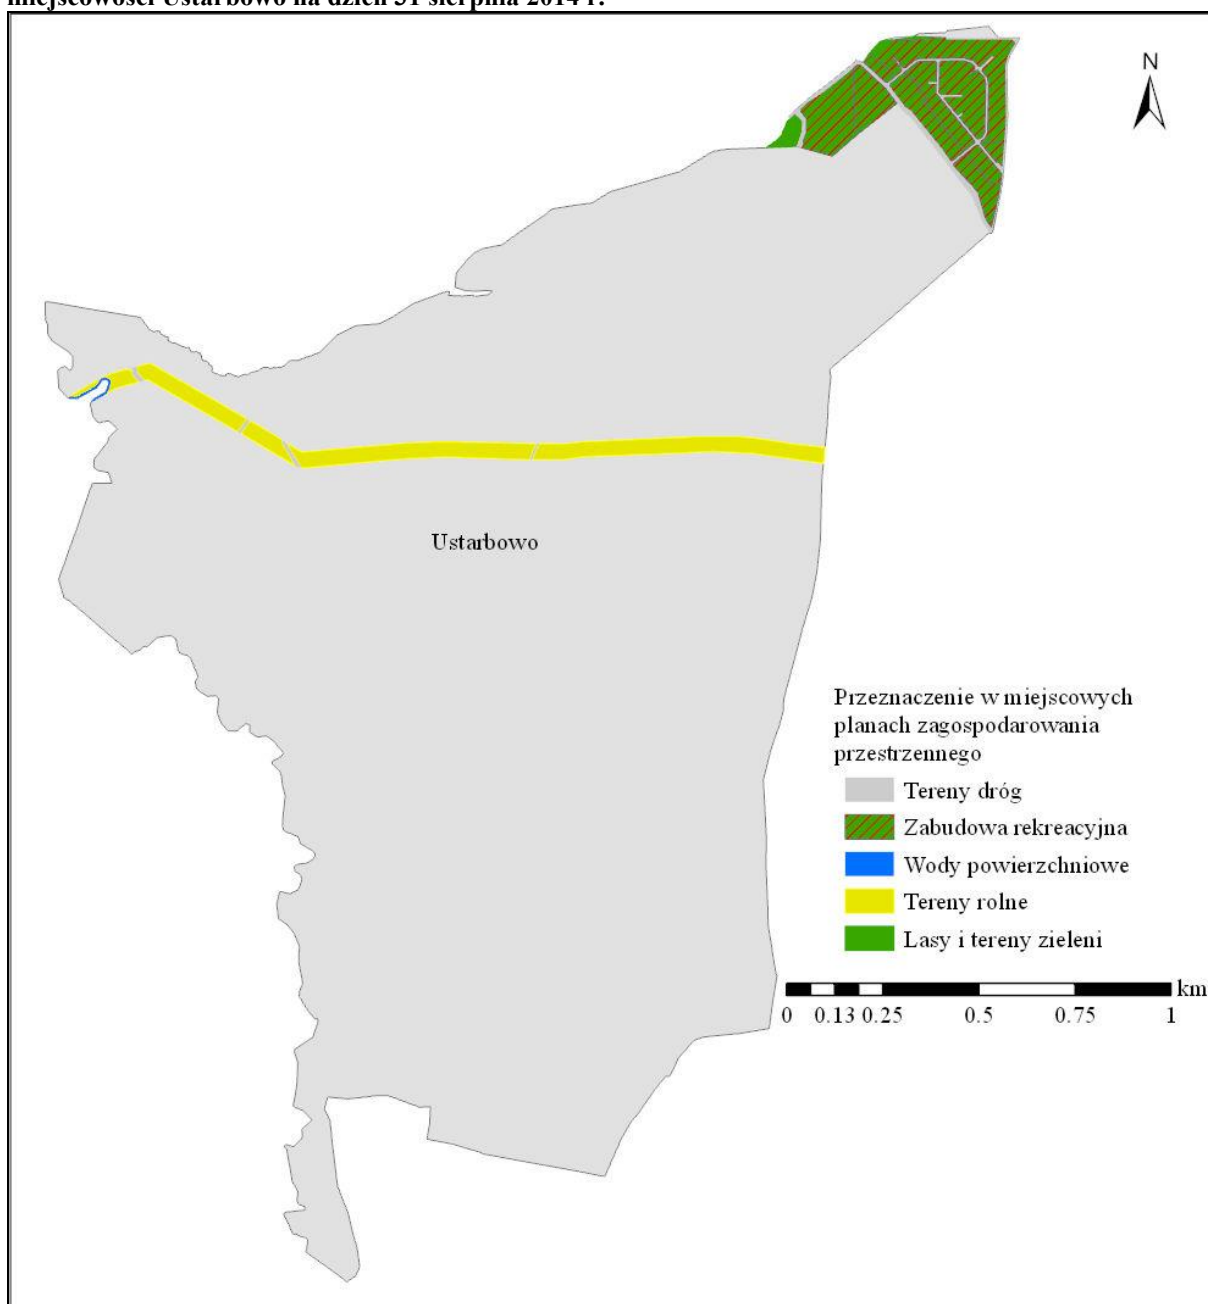 miejscowości Ustarbowo na dzień 31 sierpnia 2014 r.
N
Ustarbowo
Przeznaczenie w miejscowych
planach zagospodarowania
przestrzennego
Tereny dróg
Zabudowa rekreacyjna
Wody powierzchniowe
Tereny rolne
Lasy i tereny zieleni
km
0 0.13 0.25 0.5 0.75 1